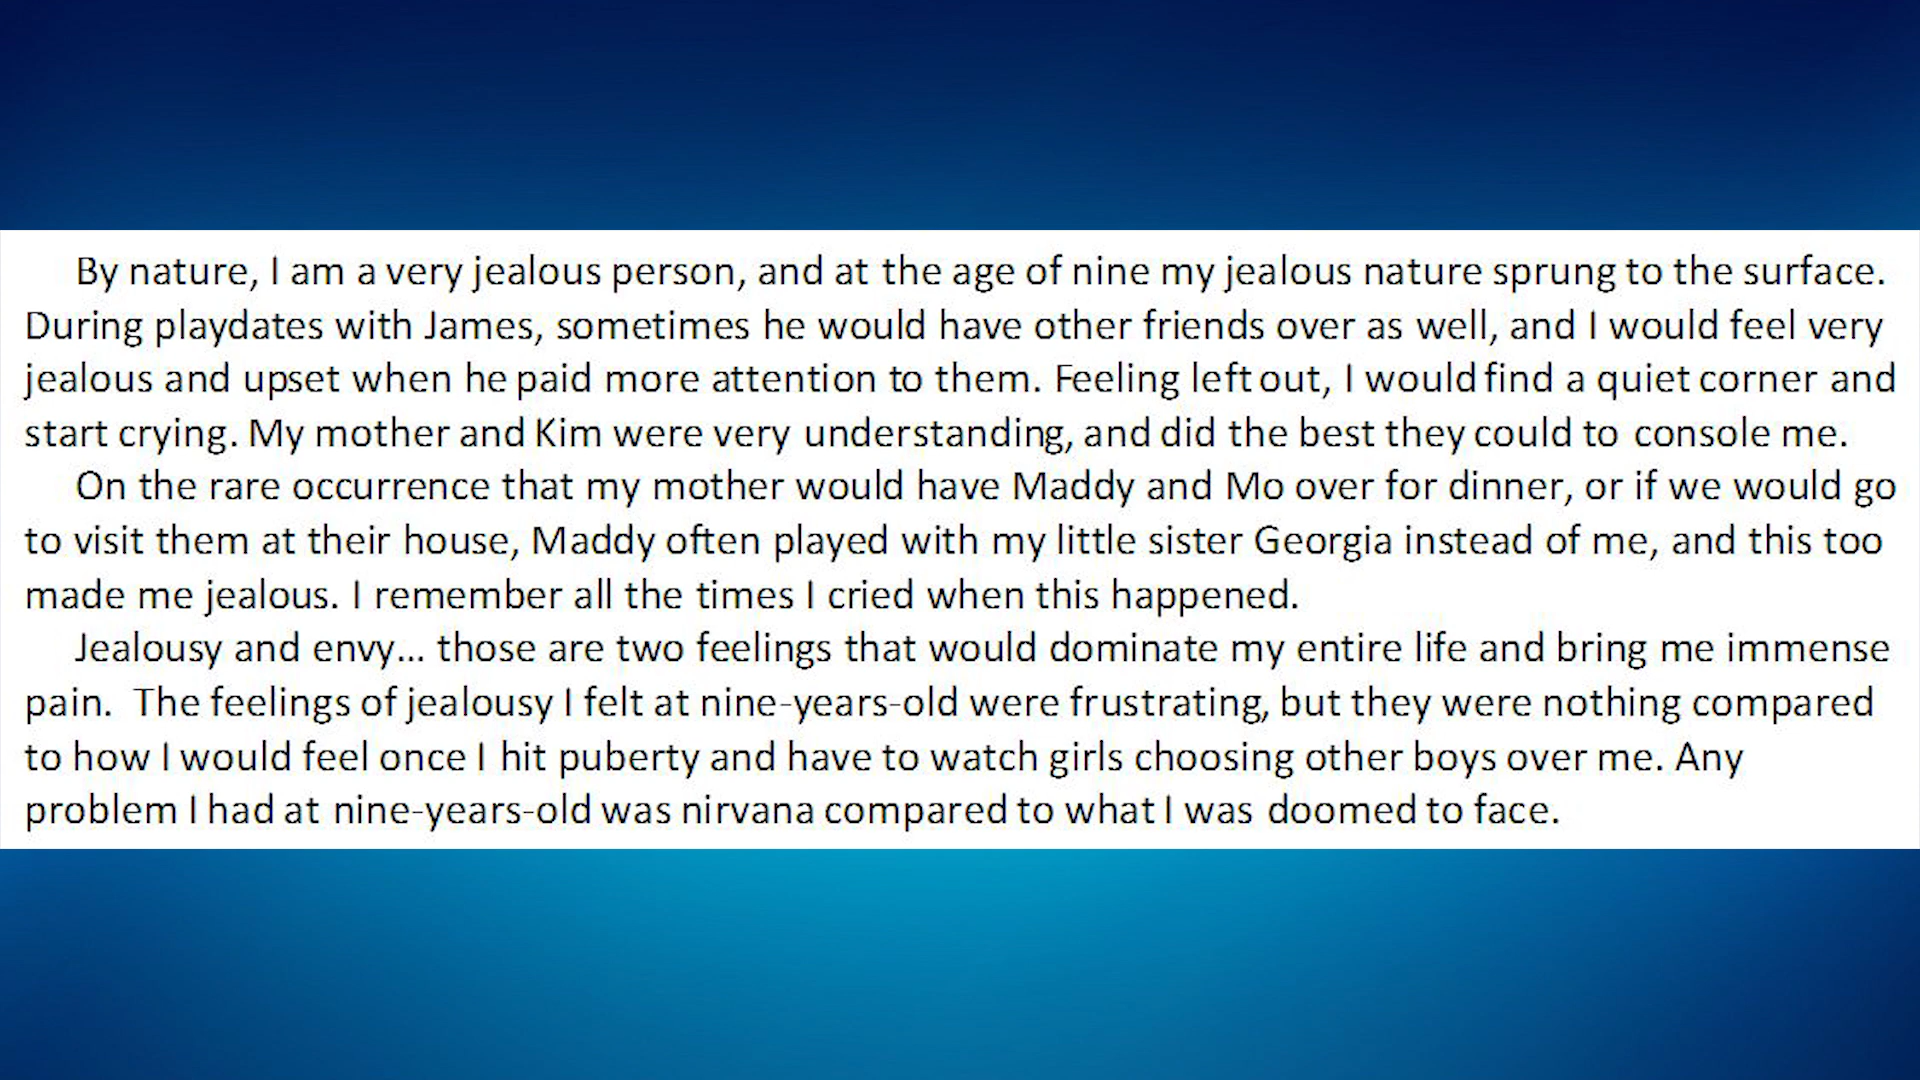 By nature, I am a very jealous person, and at the age of nine my jealous nature sprung to the surface.
During playdates with James, sometimes he would have other friends over as well, and I would feel very
jealous and upset when he paid more attention to them. Feeling left out, I would find a quiet corner and
start crying. My mother and Kim were very understanding, and did the best they could to console me.
On the rare occurrence that my mother would have Maddy and Mo over for dinner, or if we would go
to visit them at their house, Maddy often played with my little sister Georgia instead of me, and this too
made me jealous. I remember all the times I cried when this happened.
Jealousy and envy... those are two feelings that would dominate my entire life and bring me immense
pain. The feelings of jealousy I felt at nine-years-old were frustrating, but they were nothing compared
to how I would feel once I hit puberty and have to watch girls choosing other boys over me. Any
problem I had at nine-years-old was nirvana compared to what I was doomed to face.